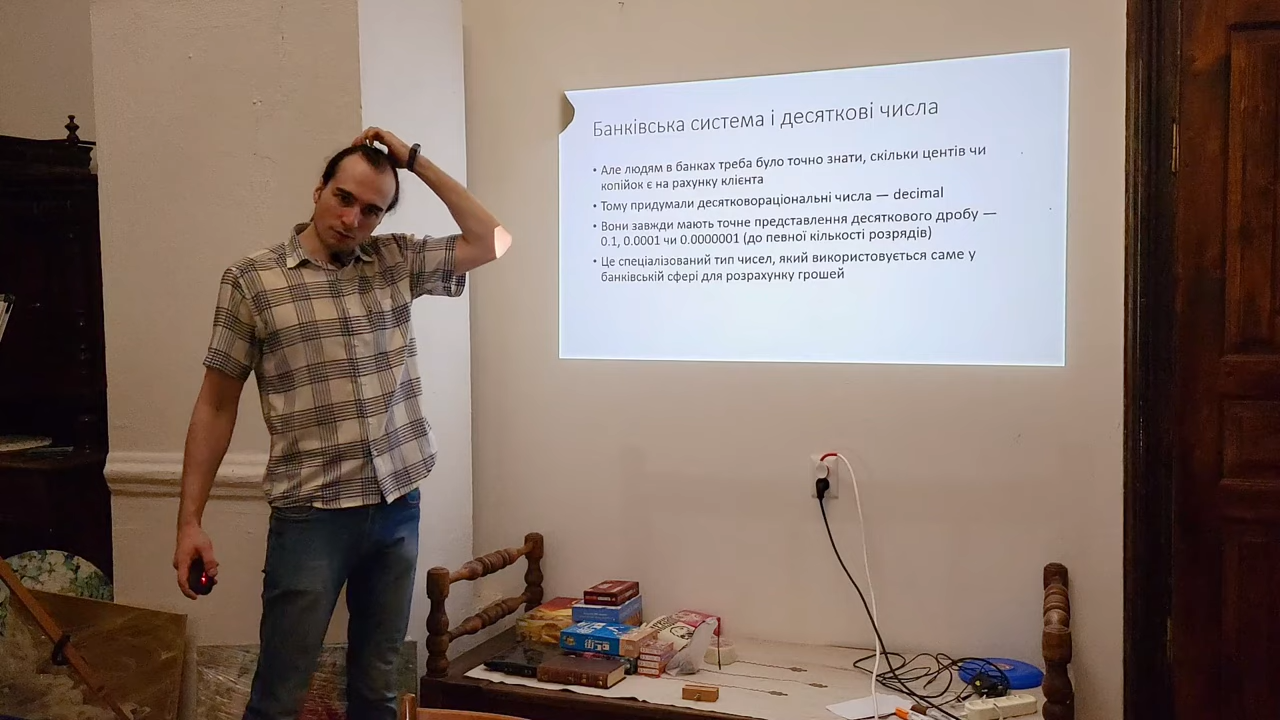 Банківська система і десяткові числа
• Але людям в банках треба було точно знати, скільки центів чи
копійок є на рахунку клієнта
• Тому придумали десятковораціональні числа — decimal
• Вони завжди мають точне представлення десяткового дробу —
0.1, 0.0001 чи 0.0000001 (до певної кількості розрядів)
• Це спеціалізований тип чисел, який використовується саме у
банківській сфері для розрахунку грошей